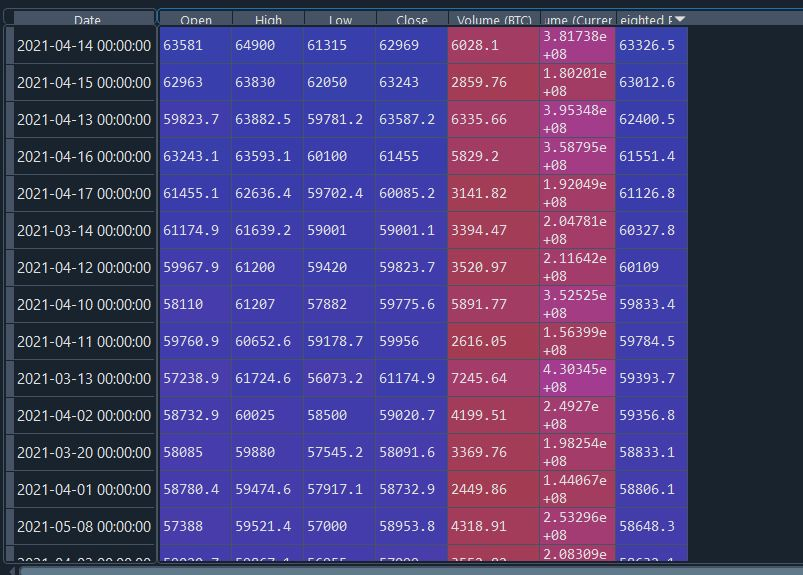 Date Open High Low Close Volume (BTC) ume (Currer eighted F
2021-04-14 00:00:00 63581 64900 61315 62969 6028.1 3.81738e+08 63326.5
2021-04-15 00:00:00 62963 63830 62050 63243 2859.76 1.80201e+08 63012.6
2021-04-13 00:00:00 59823.7 63882.5 59781.2 63587.2 6335.66 3.95348e+08 62400.5
2021-04-16 00:00:00 63243.1 63593.1 60100 61455 5829.2 3.58795e+08 61551.4
2021-04-17 00:00:00 61455.1 62636.4 59702.4 60085.2 3141.82 1.92049e+08 61126.8
2021-03-14 00:00:00 61174.9 61639.2 59001 59001.1 3394.47 2.04781e+08 60327.8
2021-04-12 00:00:00 59967.9 61200 59420 59823.7 3520.97 2.11642e+08 60109
2021-04-10 00:00:00 58110 61207 57882 59775.6 5891.77 3.52525e+08 59833.4
2021-04-11 00:00:00 59760.9 60652.6 59178.7 59956 2616.05 1.56399e+08 59784.5
2021-03-13 00:00:00 57238.9 61724.6 56073.2 61174.9 7245.64 4.30345e+08 59393.7
2021-04-02 00:00:00 58732.9 60025 58500 59020.7 4199.51 2.4927e+08 59356.8
2021-03-20 00:00:00 58085 59880 57545.2 58091.6 3369.76 1.98254e+08 58833.1
2021-04-01 00:00:00 58780.4 59474.6 57917.1 58732.9 2449.86 1.44067e+08 58806.1
2021-05-08 00:00:00 57388 59521.4 57000 58953.8 4318.91 2.53296e+08 58648.3
2.08309e